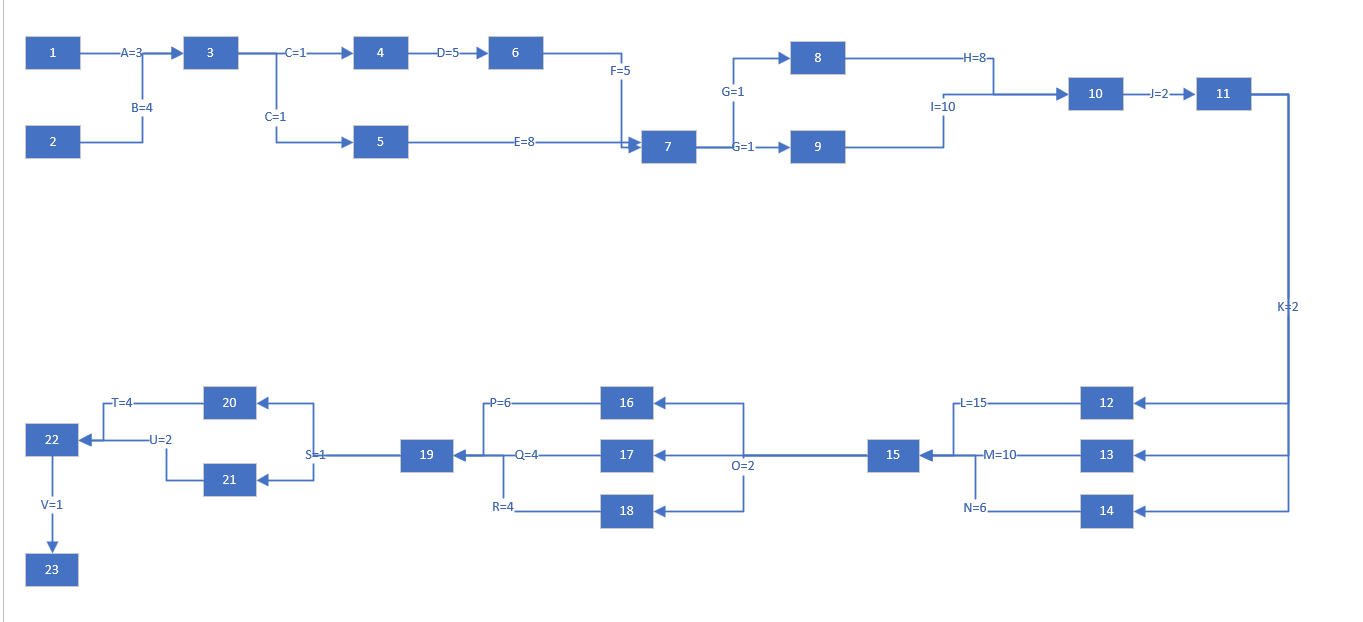 1
A=3
3
C=1
4
D=5
6
F=5
B=4
C=1
2
5
E=8
7
G=1
G=1
8
H=8
9
I=10
10
J=2
11
K=2
12
L=15
13
M=10
14
N=6
15
O=2
16
P=6
17
Q=4
18
R=4
19
S=1
20
T=4
21
U=2
22
V=1
23